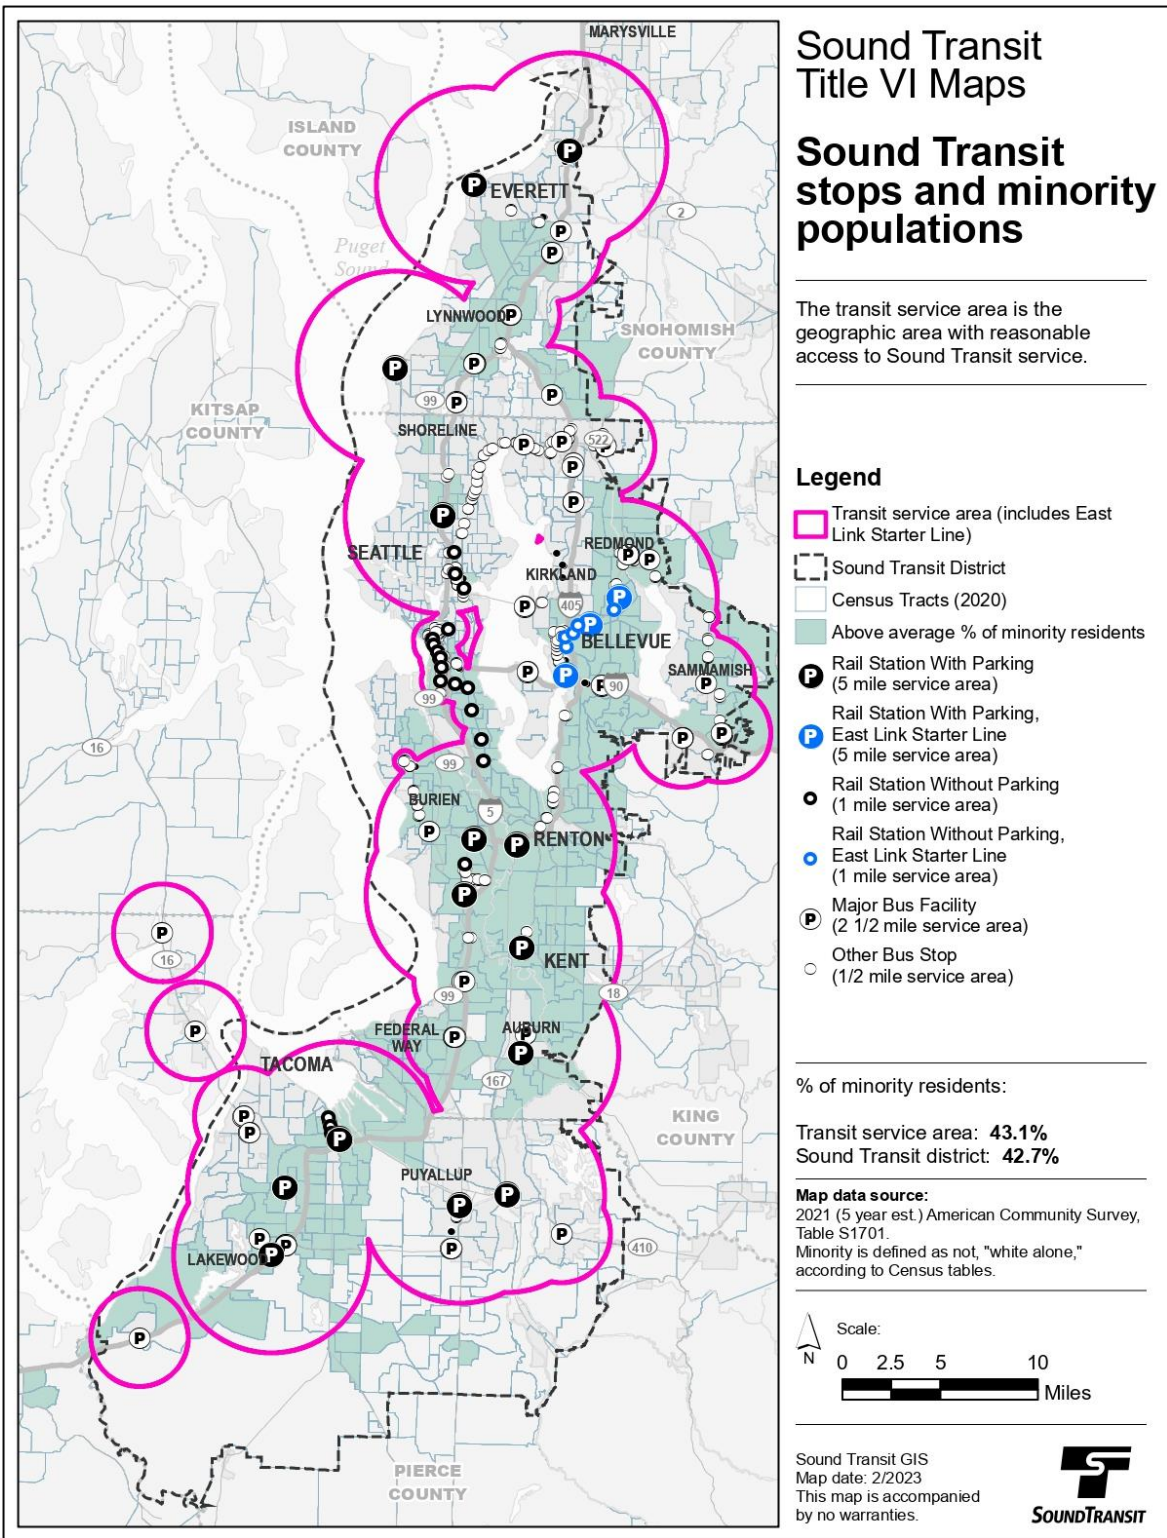 MARYSVILLE
ISLAND
COUNTY
EVERETT
2
Puget
Sound
LYNNWOOD
SNOHOMISH
COUNTY
KITSAP
COUNTY
99
SHORELINE
522
SEATTLE
REDMOND
KIRKLAND
405
BELLEVUE
SAMMAMISH
90
99
16
99
BURIEN
5
RENTON
KENT
16
18
99
FEDERAL
WAY
AUBURN
TACOMA
167
KING
COUNTY
PUYALLUP
410
LAKEWOOD
PIERCE
COUNTY
Sound Transit
Title VI Maps
Sound Transit
stops and minority
populations
The transit service area is the
geographic area with reasonable
access to Sound Transit service.
Legend
Transit service area (includes East
Link Starter Line)
Sound Transit District
Census Tracts (2020)
Above average % of minority residents
P Rail Station With Parking
(5 mile service area)
P Rail Station With Parking,
East Link Starter Line
(5 mile service area)
Rail Station Without Parking
(1 mile service area)
Rail Station Without Parking,
East Link Starter Line
(1 mile service area)
P Major Bus Facility
(2 1/2 mile service area)
Other Bus Stop
(1/2 mile service area)
% of minority residents:
Transit service area: 43.1%
Sound Transit district: 42.7%
Map data source:
2021 (5 year est.) American Community Survey,
Table S1701.
Minority is defined as not, "white alone,"
according to Census tables.
N
Scale:
0 2.5 5 10
Miles
Sound Transit GIS
Map date: 2/2023
This map is accompanied
by no warranties.
SOUNDTRANSIT